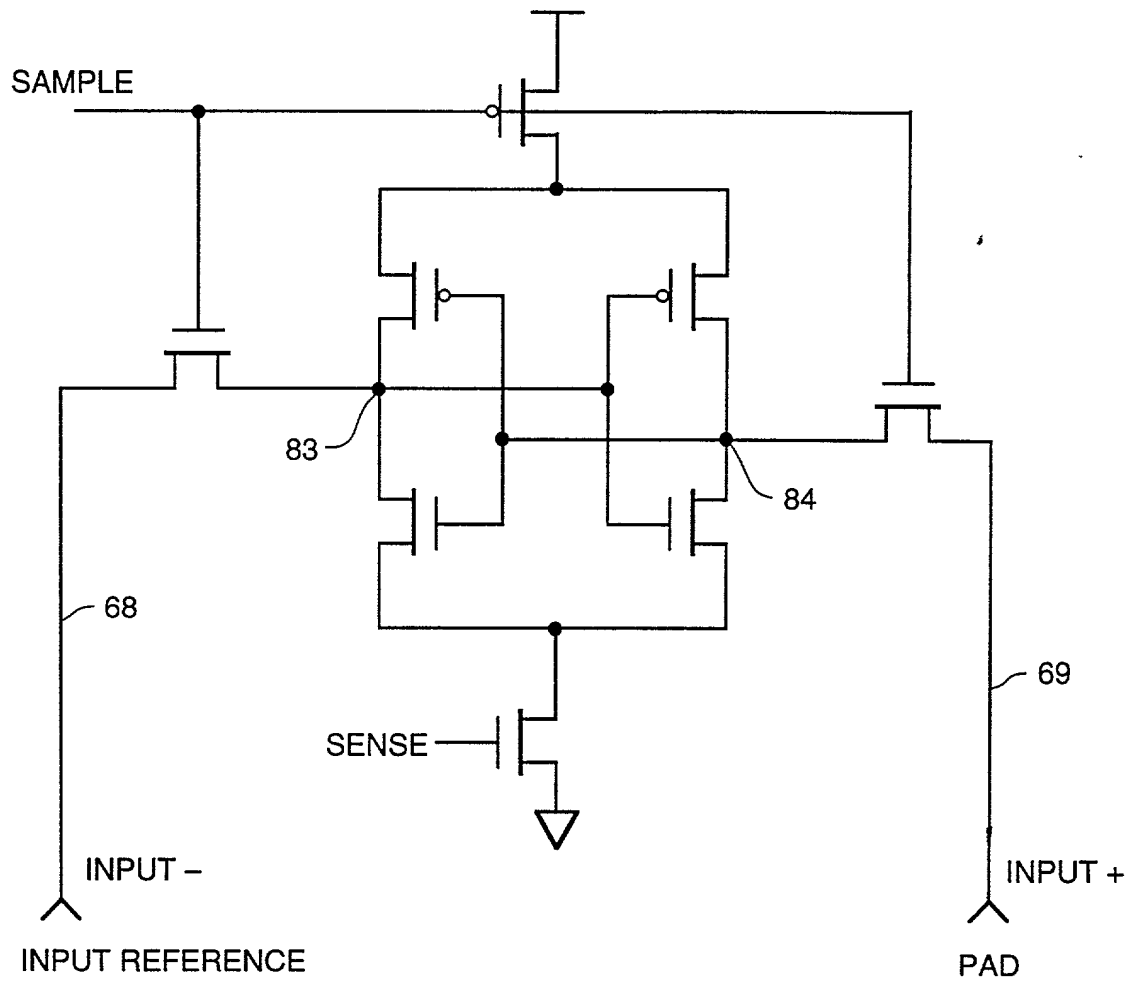 SAMPLE
83
84
68
69
SENSE
INPUT –
INPUT +
INPUT REFERENCE
PAD